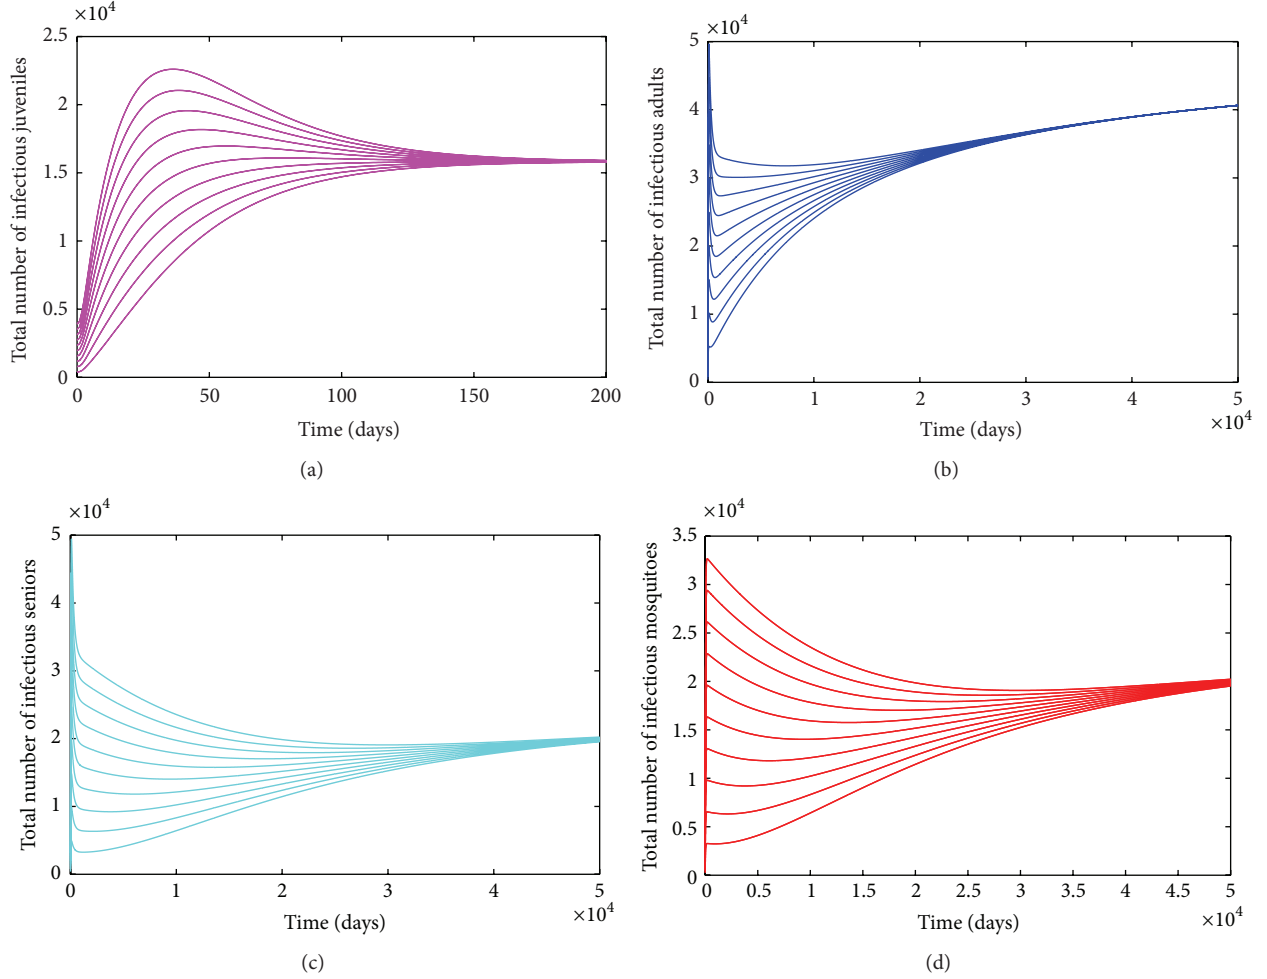 ×10⁴
2.5
2
1.5
1
0.5
0
0 50 100 150 200
Total number of infectious juveniles
Time (days)
(a)
×10⁴
5
4
3
2
1
0
0 1 2 3 4 5
×10⁴
Total number of infectious adults
Time (days)
(b)
×10⁴
5
4
3
2
1
0
0 1 2 3 4 5
×10⁴
Total number of infectious seniors
Time (days)
(c)
×10⁴
3.5
3
2.5
2
1.5
1
0.5
0
0 0.5 1 1.5 2 2.5 3 3.5 4 4.5 5
×10⁴
Total number of infectious mosquitoes
Time (days)
(d)